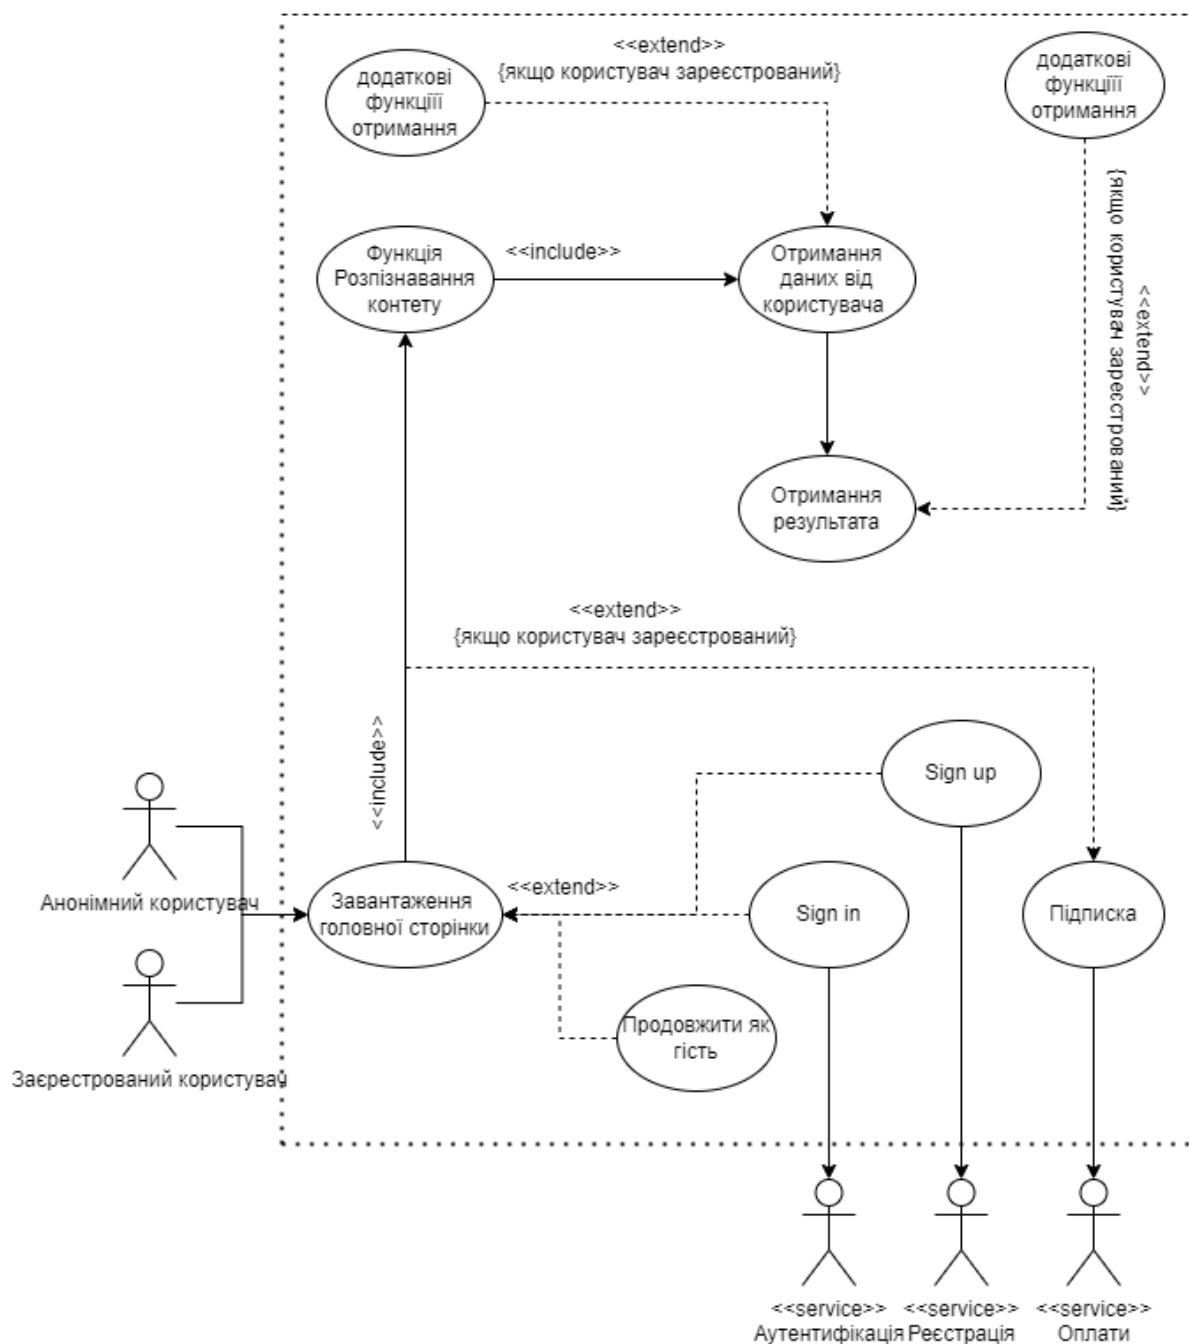 <<extend>>
{якщо користувач зареєстрований}
додаткові
функціїї
отримання
додаткові
функціїї
отримання
{якщо користувач зареєстрований}
<<extend>>
Функція
Розпізнавання
контету
<<include>>
Отримання
даних від
користувача
Отримання
результата
<<extend>>
{якщо користувач зареєстрований}
<<include>>
Sign up
Анонімний користувач
Завантаження
головної сторінки
<<extend>>
Sign in
Підписка
Продовжити як
гість
Заєрестрований користувач
<<service>>
Аутентифікація
<<service>>
Реєстрація
<<service>>
Оплати